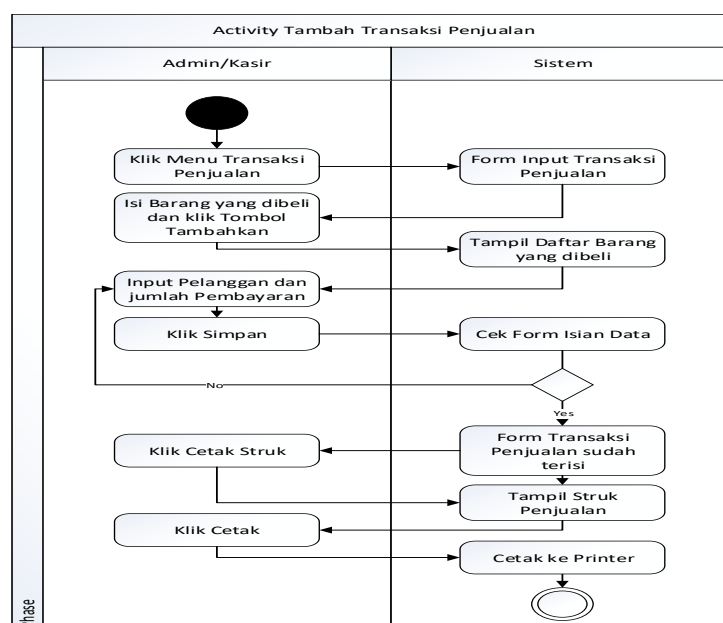 Activity Tambah Transaksi Penjualan
Admin/Kasir
Sistem
Klik Menu Transaksi
Penjualan
Form Input Transaksi
Penjualan
Isi Barang yang dibeli
dan klik Tombol
Tambahkan
Tampil Daftar Barang
yang dibeli
Input Pelanggan dan
jumlah Pembayaran
Klik Simpan
Cek Form Isian Data
No
Yes
Form Transaksi
Penjualan sudah
terisi
Klik Cetak Struk
Tampil Struk
Penjualan
Klik Cetak
Cetak ke Printer